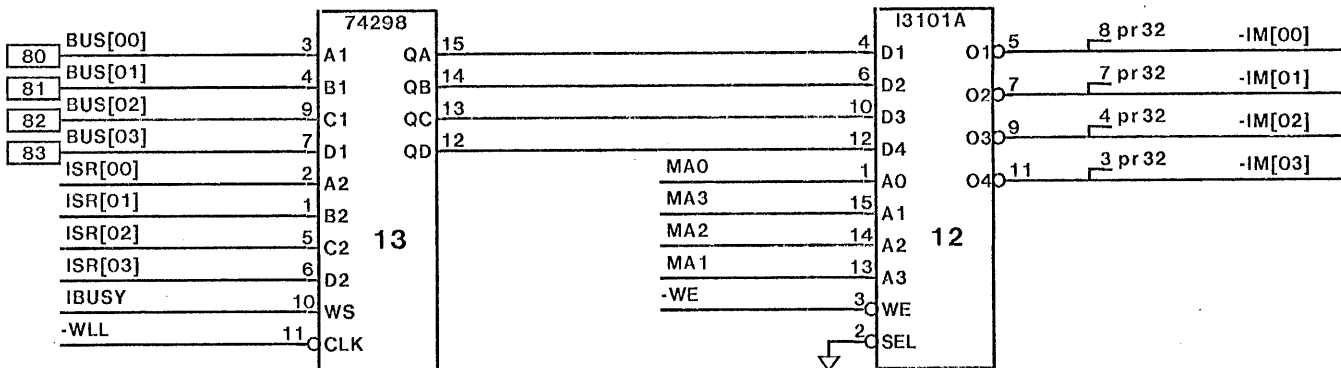 74298
I3101A
80 BUS[00] 3 A1 QA 15 4 D1 O1 5 8 pr 32 -IM[00]
81 BUS[01] 4 B1 QB 14 6 D2 O2 7 7 pr 32 -IM[01]
82 BUS[02] 9 C1 QC 13 10 D3 O3 9 4 pr 32 -IM[02]
83 BUS[03] 7 D1 QD 12 12 D4 O4 11 3 pr 32 -IM[03]
ISR[00] 2 A2 MA0 1 A0
ISR[01] 1 B2 MA3 15 A1
ISR[02] 5 C2 13 MA2 14 A2 12
ISR[03] 6 D2 MA1 13 A3
IBUSY 10 WS -WE 3 WE
-WLL 11 CLK 2 SEL